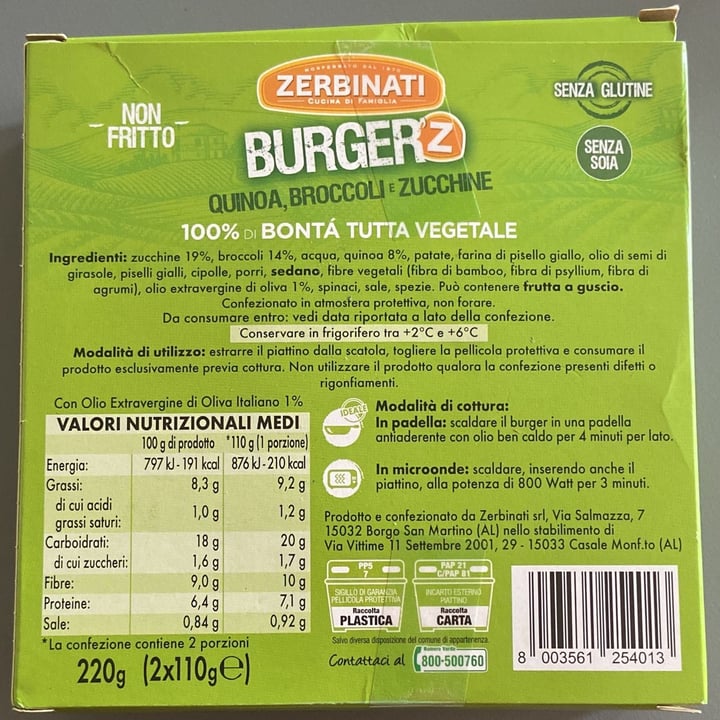 MONFERRATO DAL 1970
ZERBINATI
CUCINA DI FAMIGLIA
NON
FRITTO
SENZA GLUTINE
SENZA
SOIA
BURGER'Z
QUINOA, BROCCOLI E ZUCCHINE
100% DI BONTÁ TUTTA VEGETALE
Ingredienti: zucchine 19%, broccoli 14%, acqua, quinoa 8%, patate, farina di pisello giallo, olio di semi di
girasole, piselli gialli, cipolle, porri, sedano, fibre vegetali (fibra di bamboo, fibra di psyllium, fibra di
agrumi), olio extravergine di oliva 1%, spinaci, sale, spezie. Può contenere frutta a guscio.
Confezionato in atmosfera protettiva, non forare.
Da consumare entro: vedi data riportata a lato della confezione.
Conservare in frigorifero tra +2°C e +6°C
Modalità di utilizzo: estrarre il piattino dalla scatola, togliere la pellicola protettiva e consumare il
prodotto esclusivamente previa cottura. Non utilizzare il prodotto qualora la confezione presenti difetti o
rigonfiamenti.
Con Olio Extravergine di Oliva Italiano 1%
VALORI NUTRIZIONALI MEDI
100 g di prodotto *110 g (1 porzione)
Energia: 797 kJ - 191 kcal 876 kJ - 210 kcal
Grassi: 8,3 g 9,2 g
di cui acidi
grassi saturi: 1,0 g 1,2 g
Carboidrati: 18 g 20 g
di cui zuccheri: 1,6 g 1,7 g
Fibre: 9,0 g 10 g
Proteine: 6,4 g 7,1 g
Sale: 0,84 g 0,92 g
*La confezione contiene 2 porzioni
220g (2x110g e)
IDEALE
Modalità di cottura:
In padella: scaldare il burger in una padella
antiaderente con olio ben caldo per 4 minuti per lato.
In microonde: scaldare, inserendo anche il
piattino, alla potenza di 800 Watt per 3 minuti.
Prodotto e confezionato da Zerbinati srl, Via Salmazza, 7
15032 Borgo San Martino (AL) nello stabilimento di
Via Vittime 11 Settembre 2001, 29 - 15033 Casale Monf.to (AL)
PP5
7
SIGILLO DI GARANZIA
PELLICOLA PROTETTIVA
Raccolta
PLASTICA
PAP 21
C/PAP 81
INCARTO ESTERNO
PIATTINO
Raccolta
CARTA
Salvo diversa disposizione del comune di appartenenza.
Contattaci al
Numero Verde
800-500760
8 003561 254013